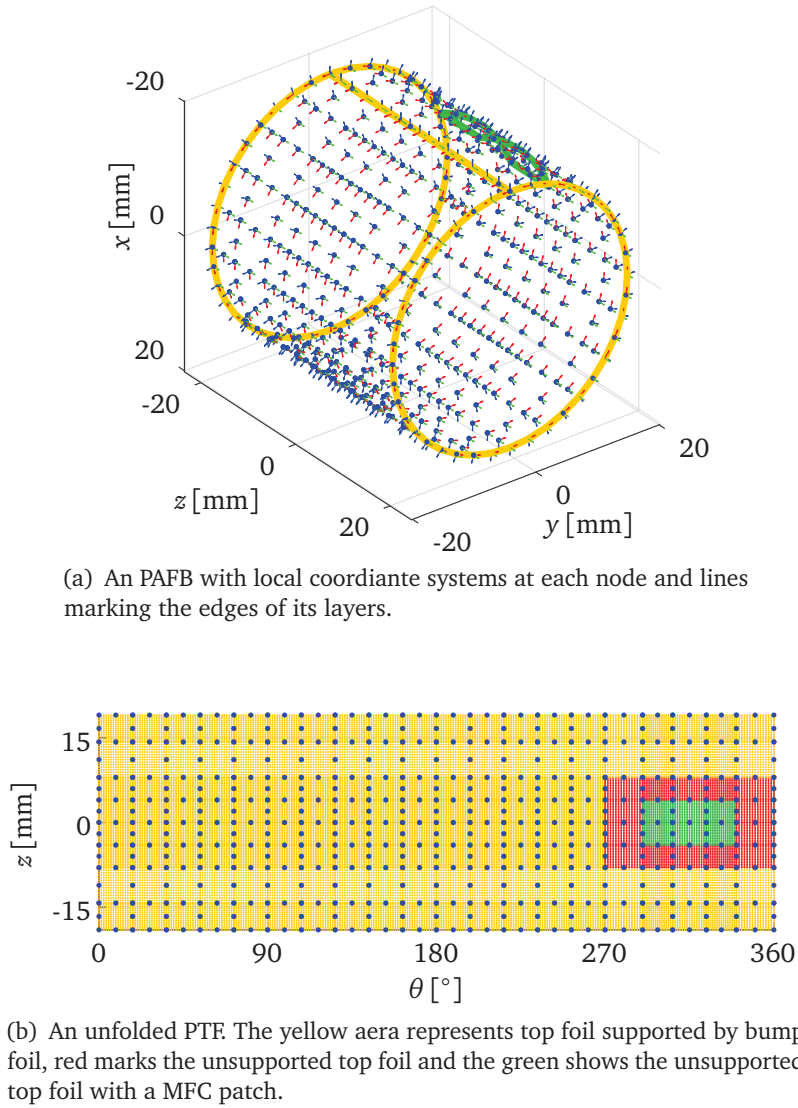 -20
0
20
x [mm]
-20
0
20
z [mm]
-20
0
20
y [mm]
(a) An PAFB with local coordiante systems at each node and lines
marking the edges of its layers.
15
0
-15
z [mm]
0 90 180 270 360
θ [°]
(b) An unfolded PTF. The yellow aera represents top foil supported by bump
foil, red marks the unsupported top foil and the green shows the unsupported
top foil with a MFC patch.